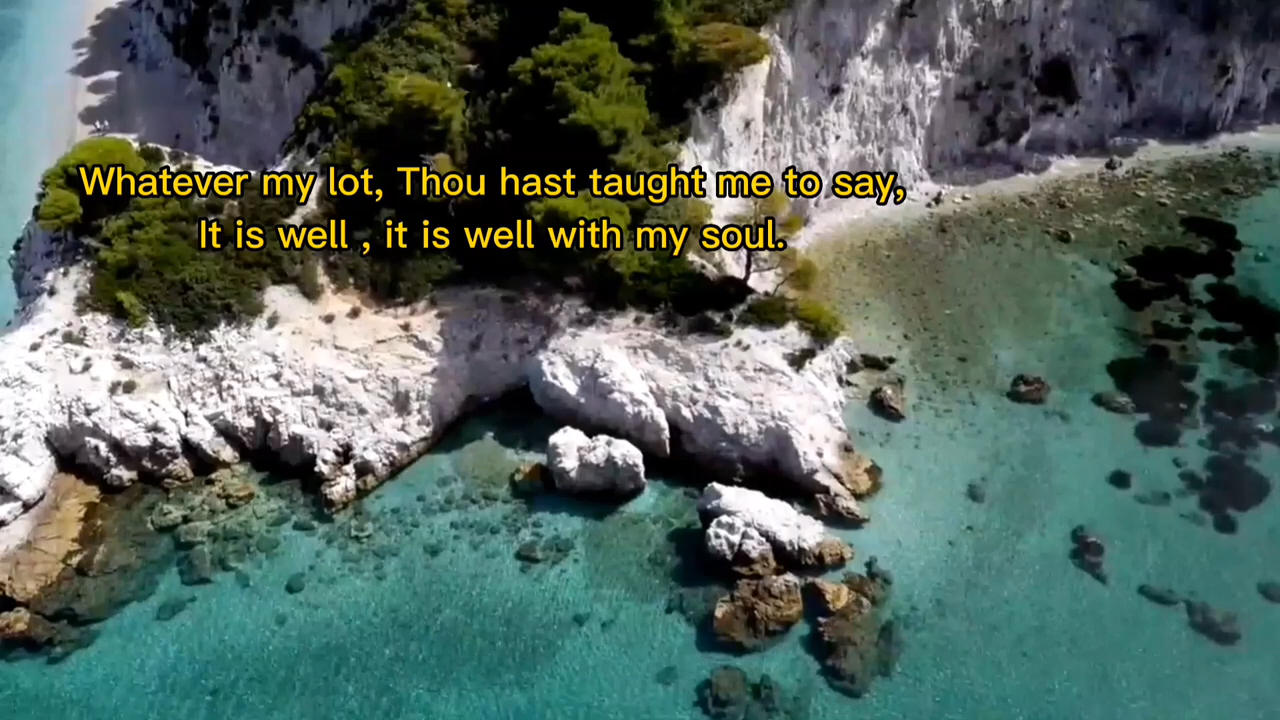 Whatever my lot, Thou hast taught me to say,
It is well , it is well with my soul.